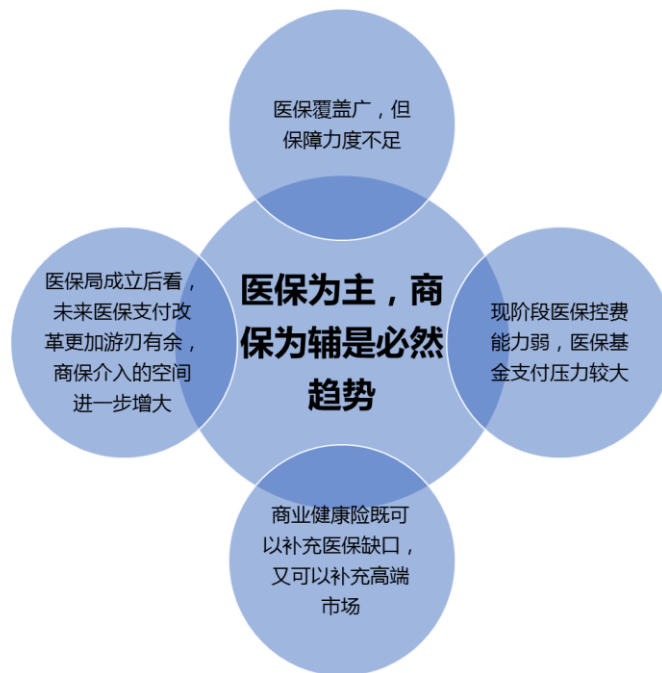 医保覆盖广，但
保障力度不足
医保局成立后看，
未来医保支付改
革更加游刃有余，
商保介入的空间
进一步增大
医保为主，商
保为辅是必然
趋势
现阶段医保控费
能力弱，医保基
金支付压力较大
商业健康险既可
以补充医保缺口，
又可以补充高端
市场